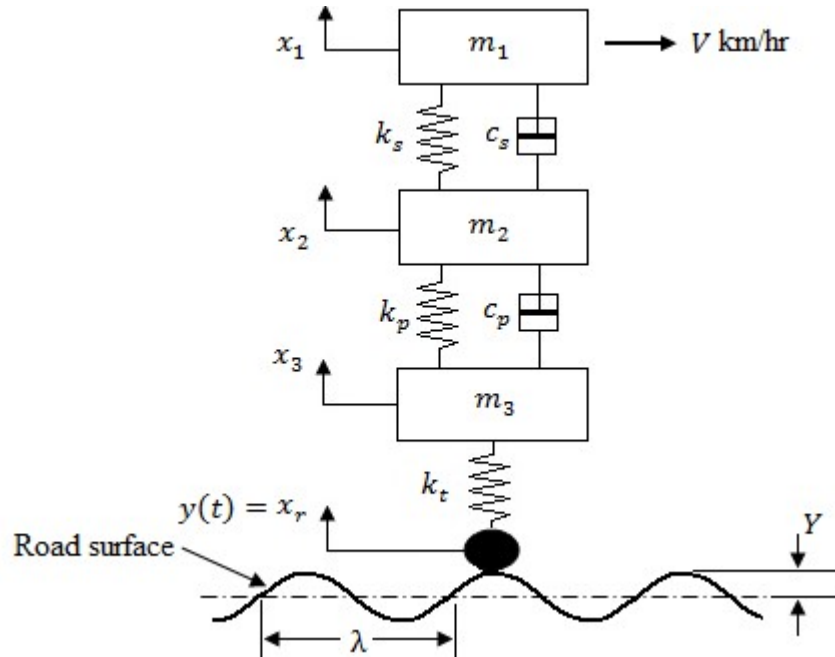 x₁
m₁
V km/hr
kₛ
cₛ
x₂
m₂
kₚ
cₚ
x₃
m₃
kₜ
y(t) = xᵣ
Y
Road surface
λ